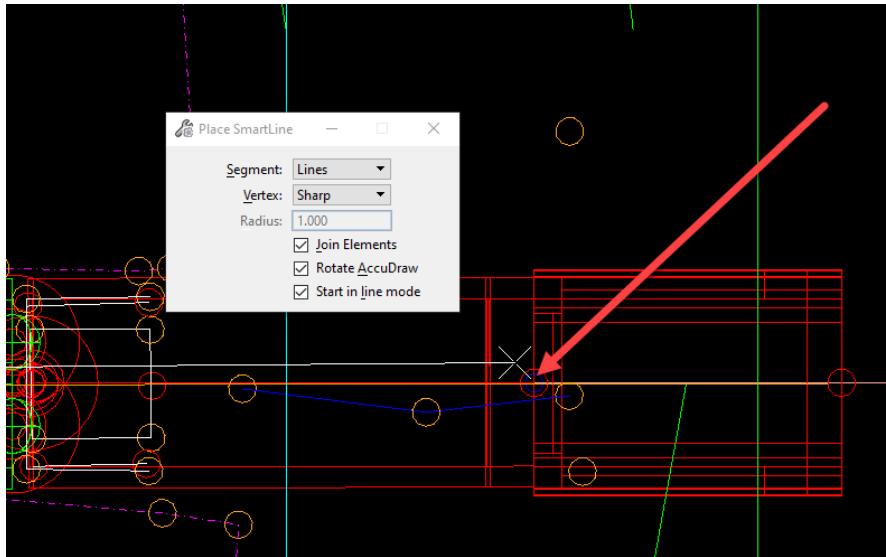 Place SmartLine
Segment: Lines
Vertex: Sharp
Radius: 1.000
Join Elements
Rotate AccuDraw
Start in line mode